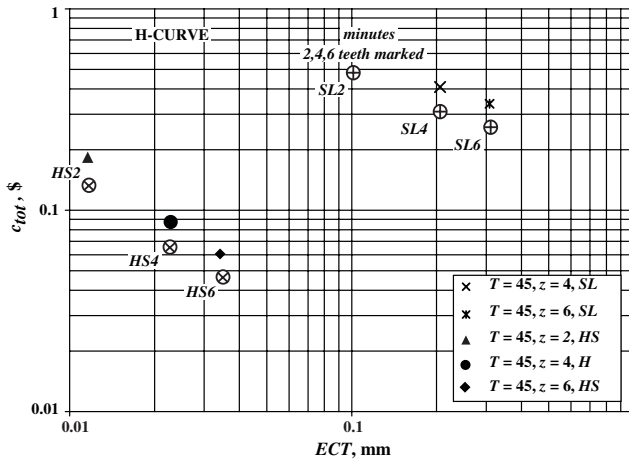 1
H-CURVE
minutes
2,4,6 teeth marked
SL2
SL4
SL6
HS2
c_tot , $
0.1
HS4
HS6
T = 45, z = 4, SL
T = 45, z = 6, SL
T = 45, z = 2, HS
T = 45, z = 4, H
T = 45, z = 6, HS
0.01
0.01
0.1
ECT, mm